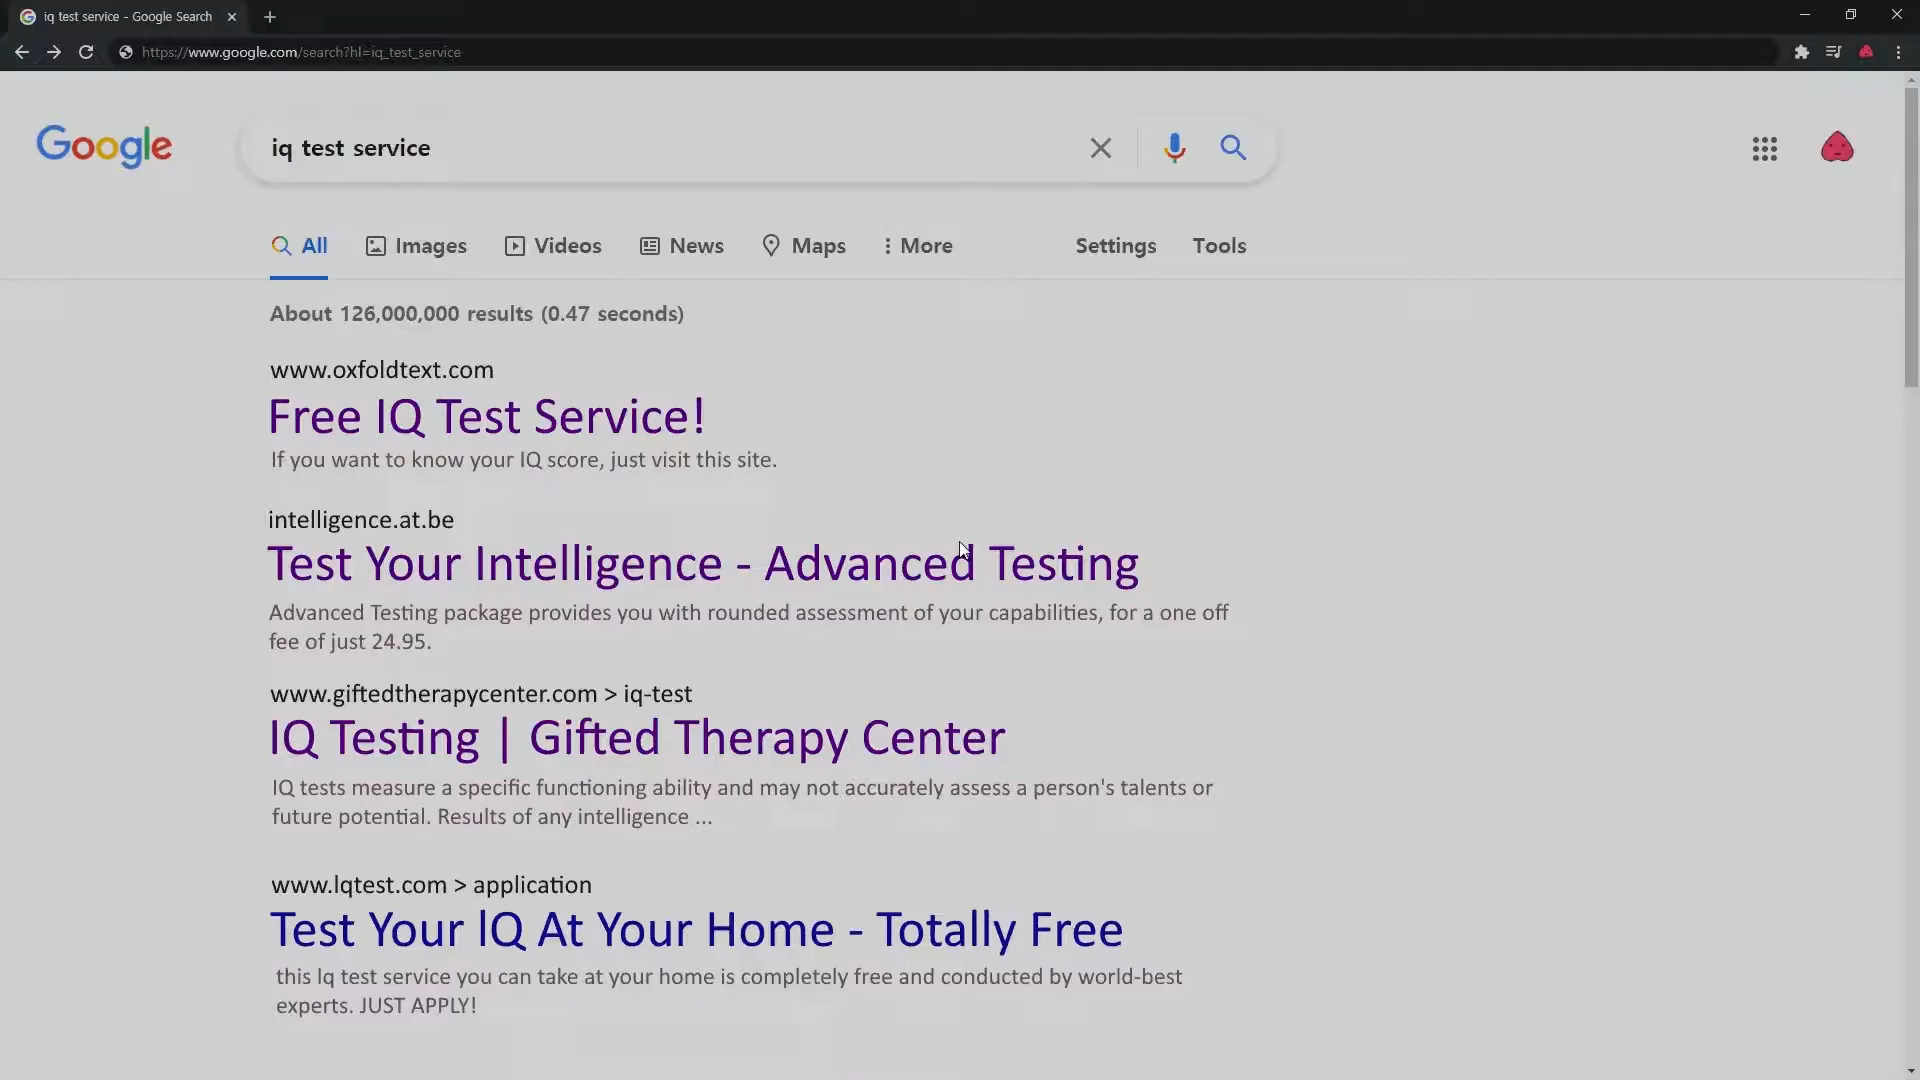 iq test service - Google Search
https://www.google.com/search?hl=iq_test_service
Google
iq test service
All Images Videos News Maps More Settings Tools
About 126,000,000 results (0.47 seconds)
www.oxfoldtext.com
Free IQ Test Service!
If you want to know your IQ score, just visit this site.
intelligence.at.be
Test Your Intelligence - Advanced Testing
Advanced Testing package provides you with rounded assessment of your capabilities, for a one off
fee of just 24.95.
www.giftedtherapycenter.com > iq-test
IQ Testing | Gifted Therapy Center
IQ tests measure a specific functioning ability and may not accurately assess a person's talents or
future potential. Results of any intelligence ...
www.lqtest.com > application
Test Your lQ At Your Home - Totally Free
this lq test service you can take at your home is completely free and conducted by world-best
experts. JUST APPLY!